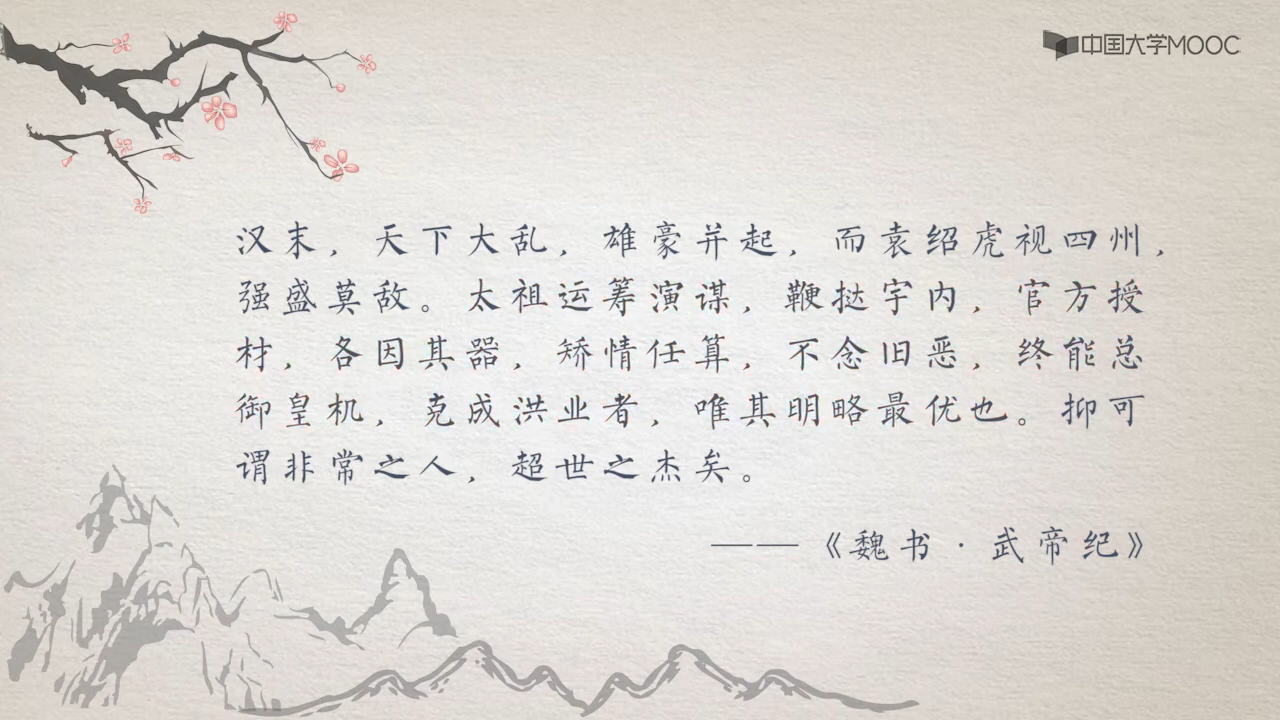 中国大学MOOC
汉末，天下大乱，雄豪并起，而袁绍虎视四州，
强盛莫敌。太祖运筹演谋，鞭挞宇内，官方授
材，各因其器，矫情任算，不念旧恶，终能总
御皇机，克成洪业者，唯其明略最优也。抑可
谓非常之人，超世之杰矣。
——《魏书·武帝纪》